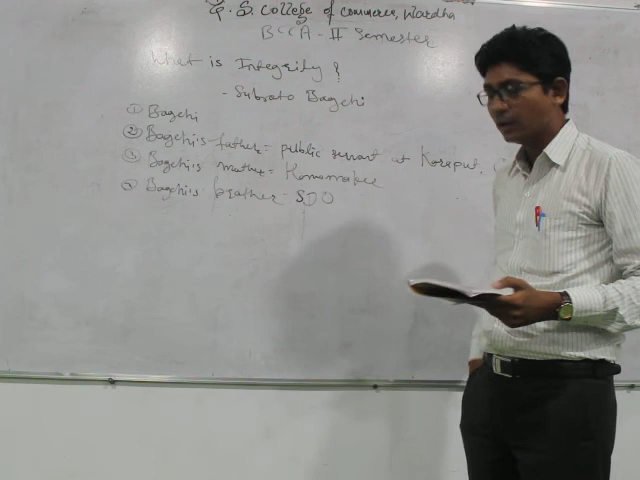 G. S. College of commerce, Wardha
BCCA - II Semester
What is Integrity ?
- Subroto Bagchi
① Bagchi
② Bagchi's father = public servant at Koraput,
③ Bagchi's mother = Homemaker
④ Bagchi's brother - SDO